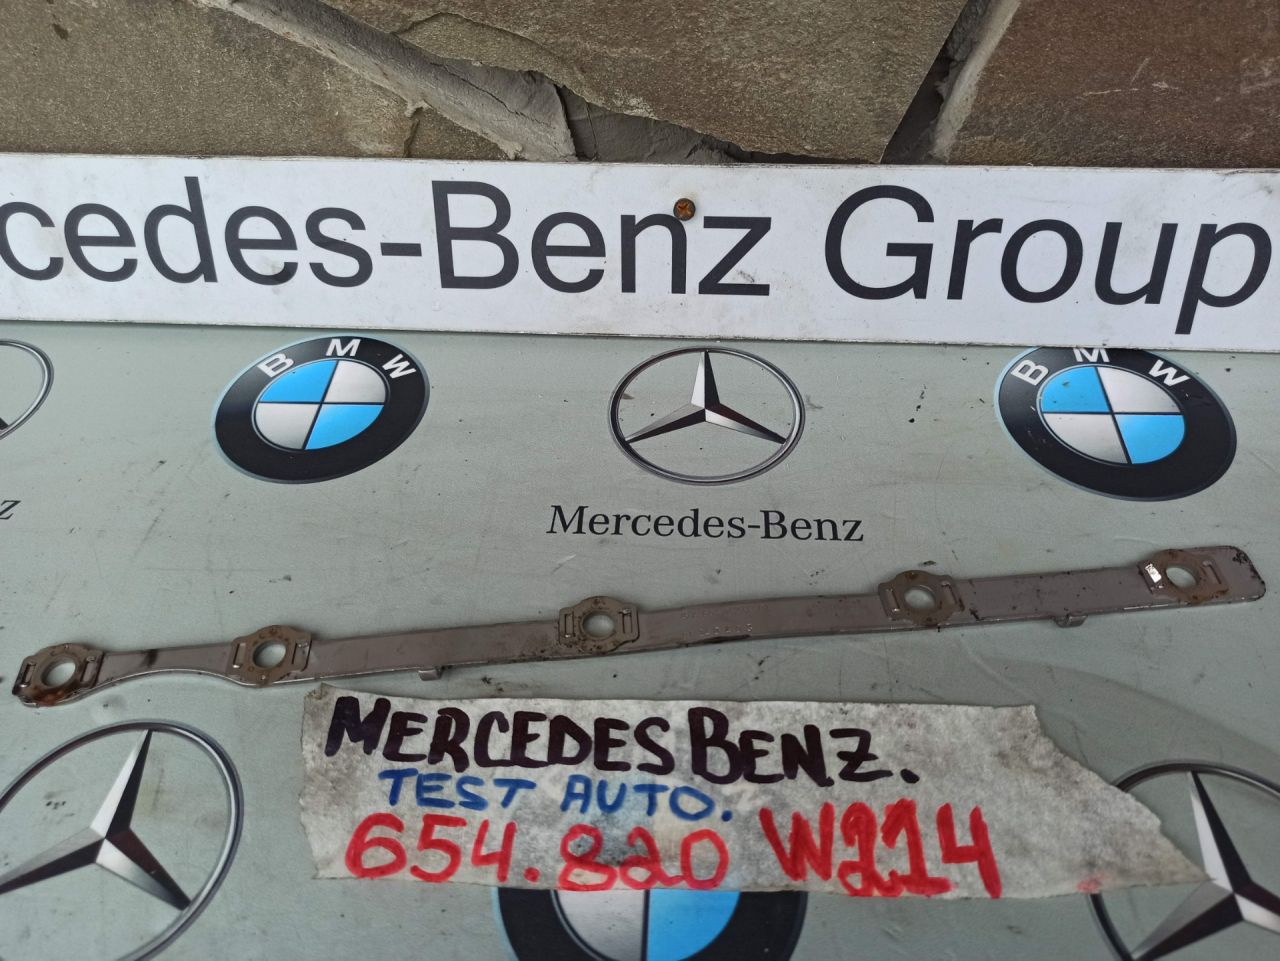 cedes-Benz Group
BMW
BMW
z
Mercedes-Benz
MERCEDES BENZ.
TEST AUTO.
654.820 W214